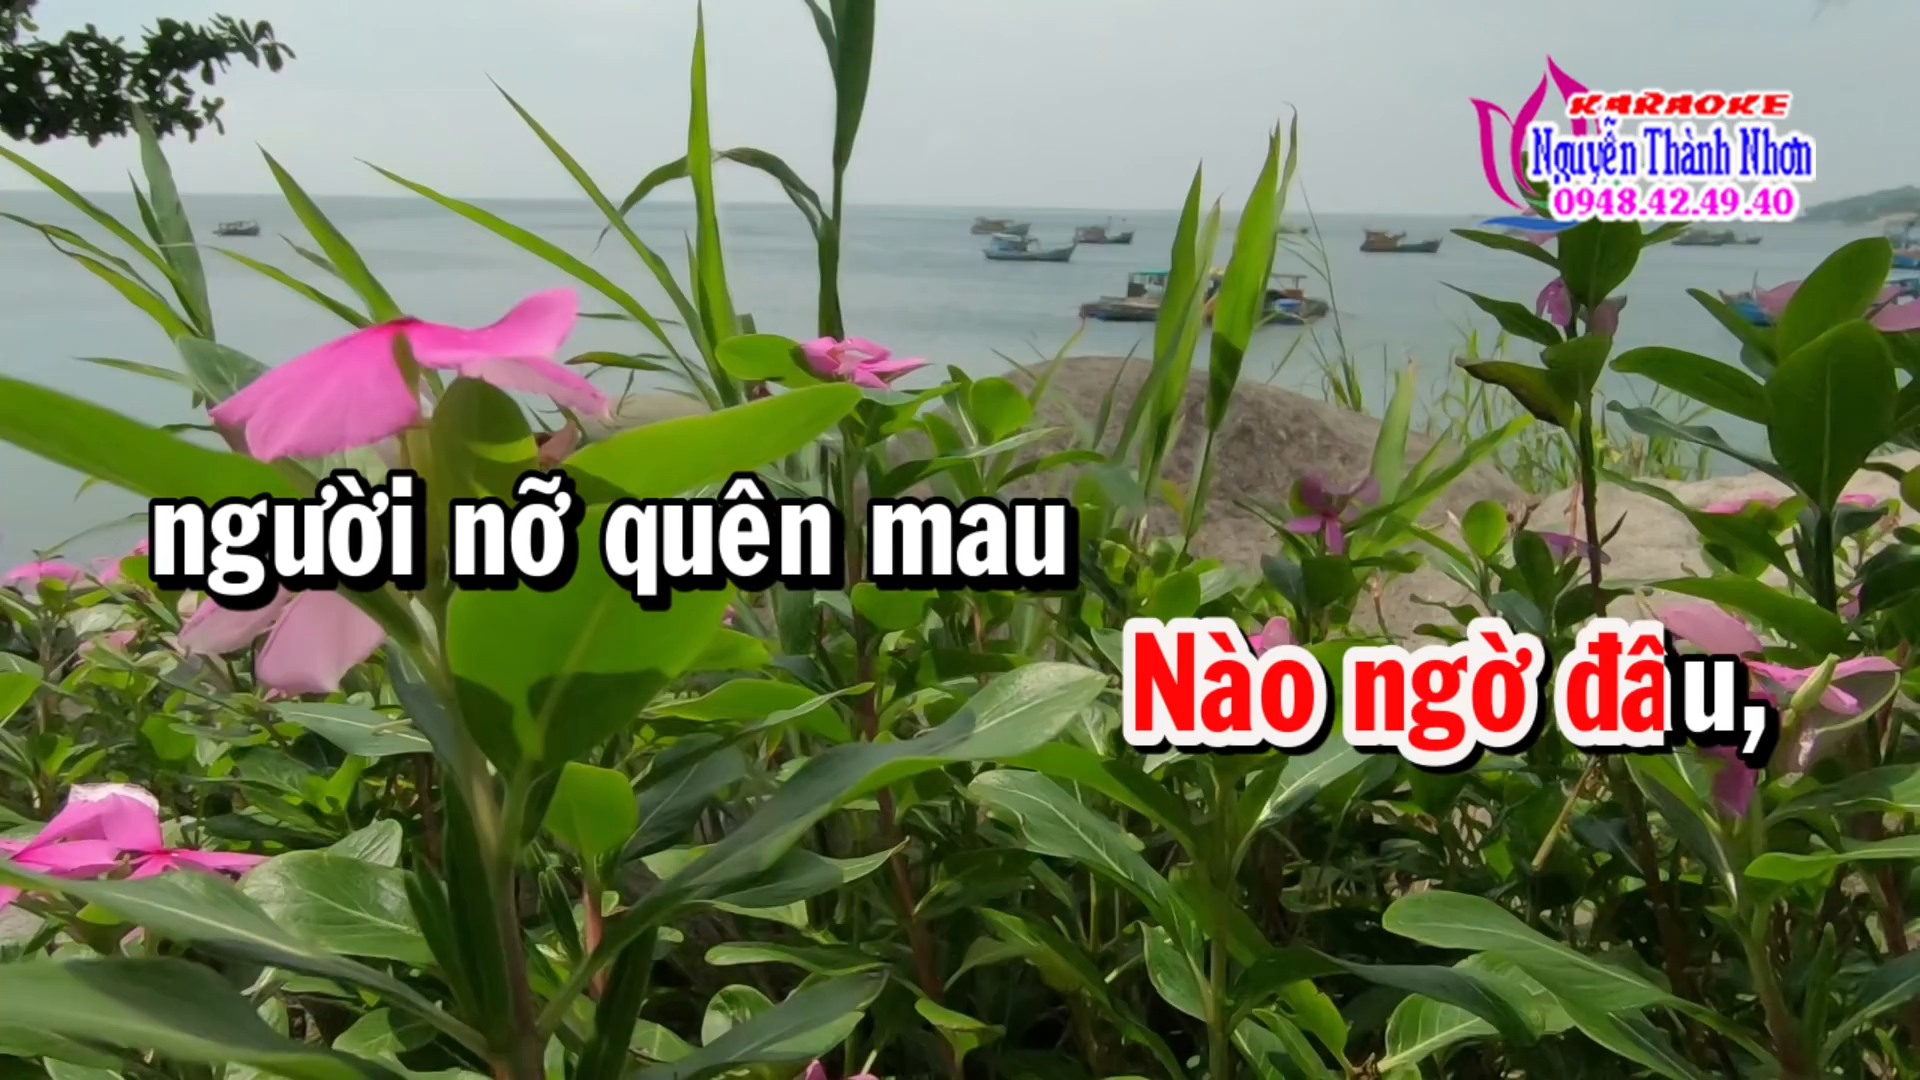 KARAOKE
Nguyễn Thành Nhơn
0948.42.49.40
người nỡ quên mau
Nào ngờ đâu,